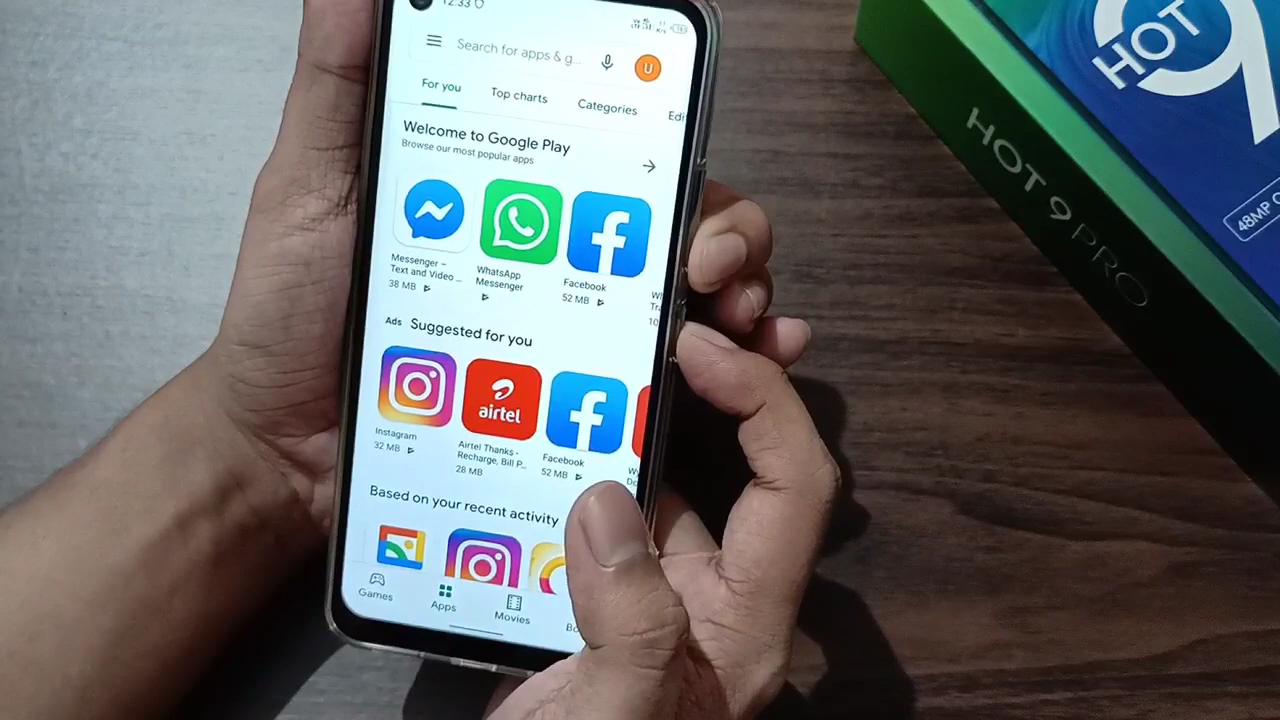 12:33
Search for apps & g...
U
For you
Top charts
Categories
Edi
Welcome to Google Play
Browse our most popular apps
Messenger –
Text and Video ...
38 MB
WhatsApp
Messenger
Facebook
52 MB
Ads
Suggested for you
airtel
Instagram
32 MB
Airtel Thanks -
Recharge, Bill P...
28 MB
Facebook
52 MB
Based on your recent activity
Games
Apps
Movies
HOT 9
HOT 9 PRO
48MP